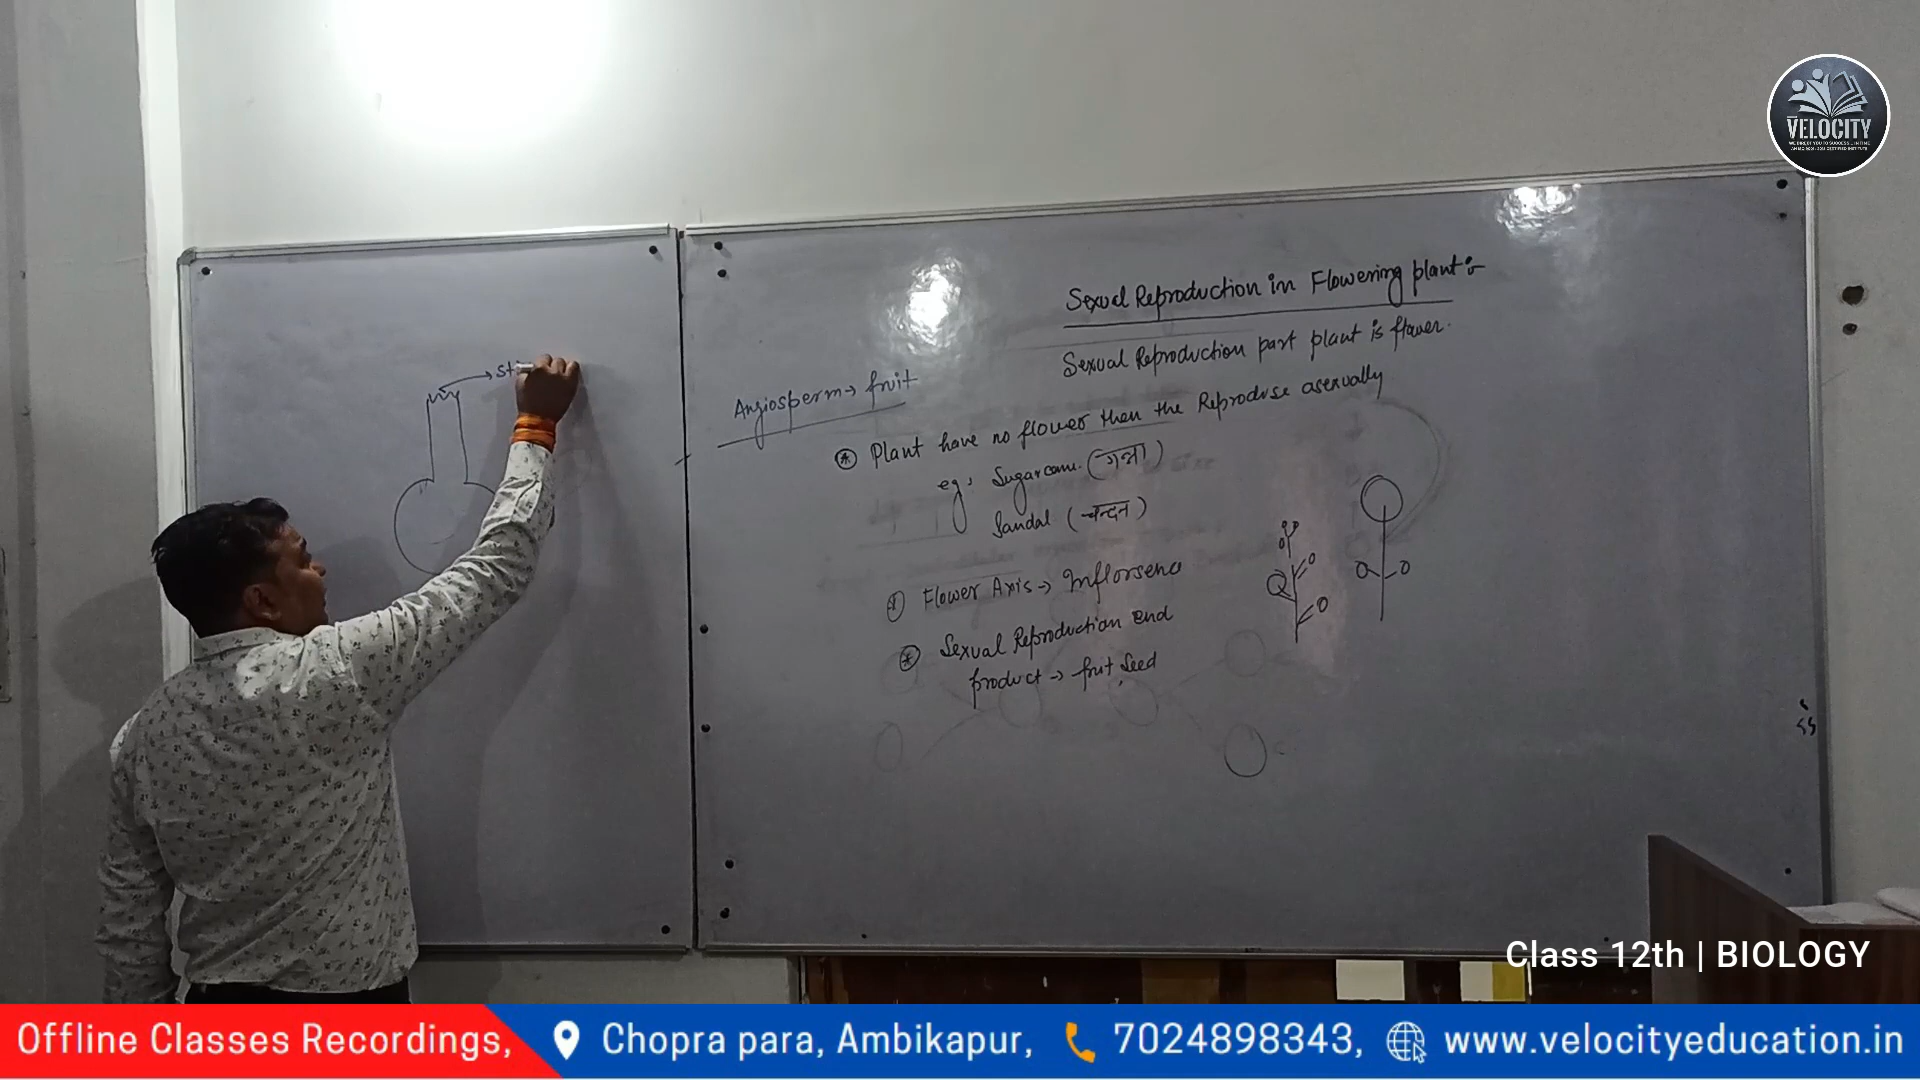 VELOCITY
Sexual Reproduction in Flowering plant :-
Sexual Reproduction part plant is flower.
Angiosperm → fruit
Plant have no flower then the Reproduse asexually
eg: Sugarcane (गन्ना)
Sandal (चन्दन)
Flower Axis → Inflorsence
Sexual Reproduction end
product → fruit, seed
Class 12th | BIOLOGY
Offline Classes Recordings,
Chopra para, Ambikapur,
7024898343,
www.velocityeducation.in